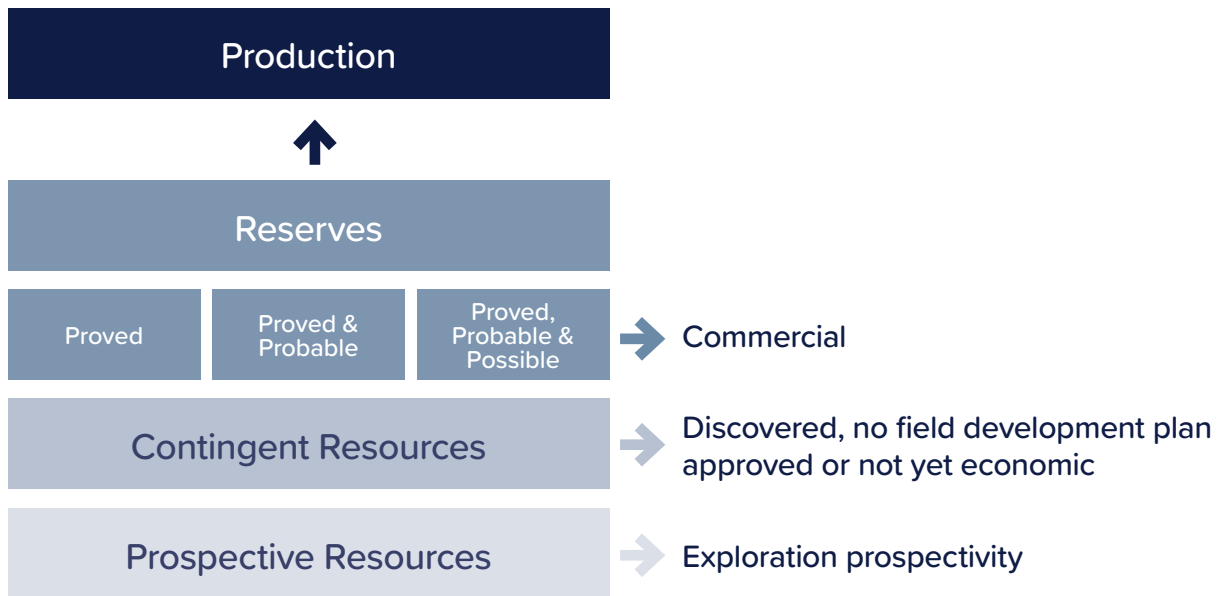 Production
Reserves
Proved
Proved &
Probable
Proved,
Probable &
Possible
Commercial
Contingent Resources
Discovered, no field development plan
approved or not yet economic
Prospective Resources
Exploration prospectivity